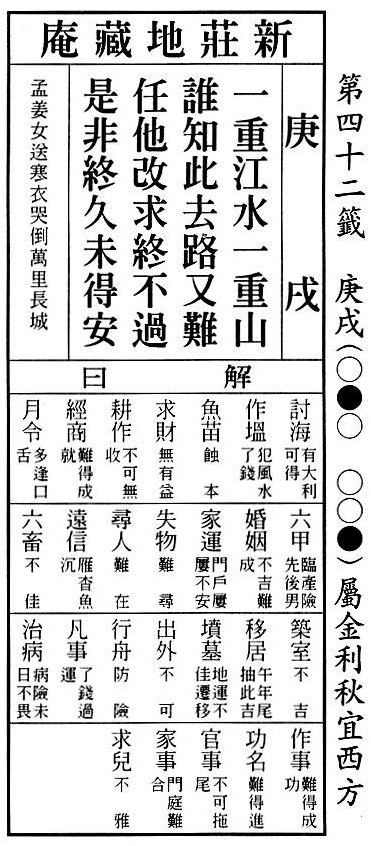 第四十二籤 庚戌(○●○ ○○●)屬金利秋宜西方
新莊地藏庵
庚戌
一重江水一重山
誰知此去路又難
任他改求終不過
是非終久未得安
孟姜女送寒衣哭倒萬里長城
解曰
討海 有大利可得
作塭 犯風水了錢
魚苗 蝕本
求財 無有益
耕作 不可無收
經商 難得成就
月令 多逢口舌
六甲 臨產險先後男
婚姻 不吉難成
家運 門戶屢屢不安
失物 難尋
尋人 難在
遠信 雁杳魚沉
六畜 不佳
築室 不吉
移居 午年尾抽此吉
墳墓 地運不佳遷移
出外 不可
行舟 防險
凡事 了錢過運
治病 病險未日不畏
作事 難得成功
功名 難得進
官事 不可拖尾
家事 門庭難合
求兒 不雅